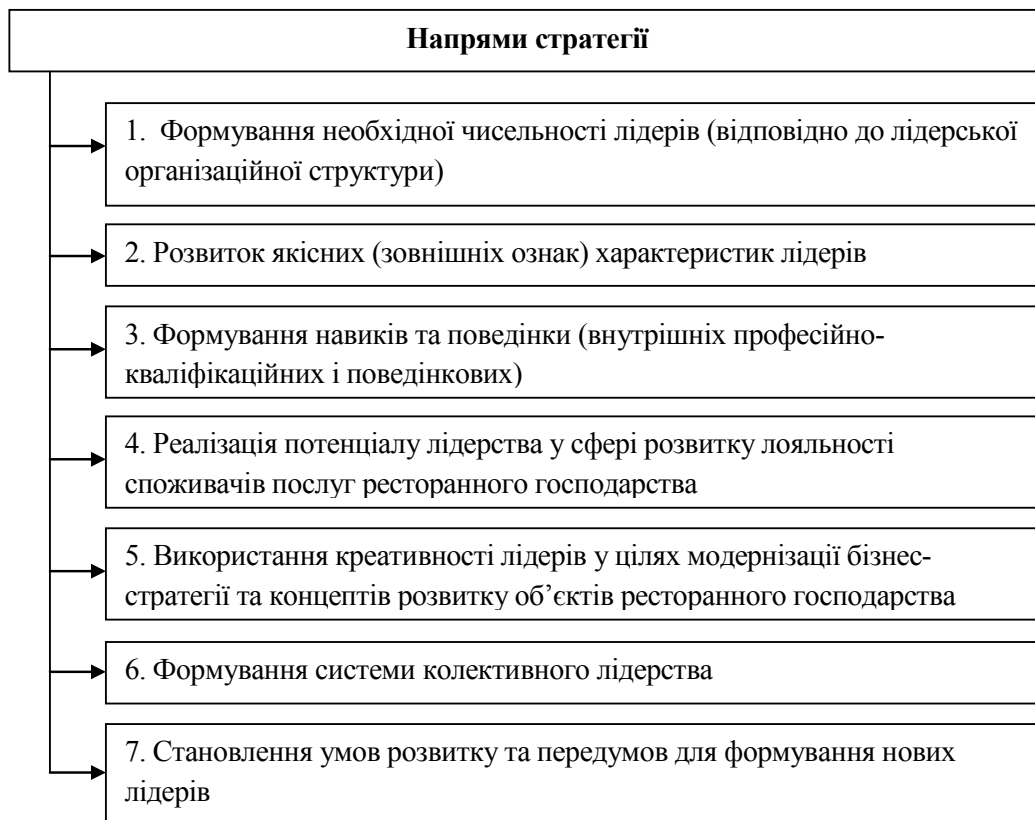 Напрями стратегії
1. Формування необхідної чисельності лідерів (відповідно до лідерської
організаційної структури)
2. Розвиток якісних (зовнішніх ознак) характеристик лідерів
3. Формування навиків та поведінки (внутрішніх професійно-
кваліфікаційних і поведінкових)
4. Реалізація потенціалу лідерства у сфері розвитку лояльності
споживачів послуг ресторанного господарства
5. Використання креативності лідерів у цілях модернізації бізнес-
стратегії та концептів розвитку об’єктів ресторанного господарства
6. Формування системи колективного лідерства
7. Становлення умов розвитку та передумов для формування нових
лідерів